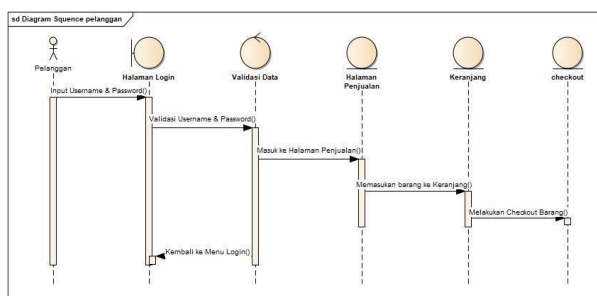 sd Diagram Squence pelanggan
Pelanggan
Halaman Login
Validasi Data
Halaman
Penjualan
Keranjang
checkout
Input Username & Password()
Validasi Username & Password()
Masuk ke Halaman Penjualan()
Memasukan barang ke Keranjang()
Melakukan Checkout Barang()
Kembali ke Menu Login()